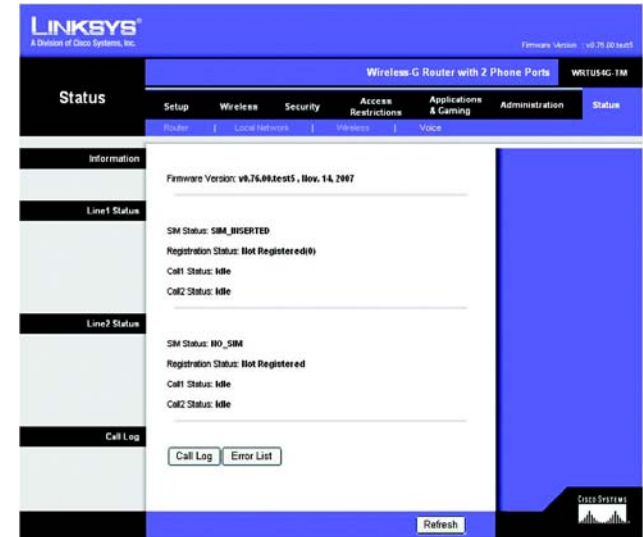 LINKSYS®
A Division of Cisco Systems, Inc.
Firmware Version : v0.76.00.test5
Wireless-G Router with 2 Phone Ports WRTU54G-TM
Status
Setup Wireless Security Access Restrictions Applications & Gaming Administration Status
Router | Local Network | Wireless | Voice
Information
Firmware Version: v0.76.00.test5 , Nov. 14, 2007
Line1 Status
SIM Status: SIM_INSERTED
Registration Status: Not Registered(0)
Call1 Status: Idle
Call2 Status: Idle
Line2 Status
SIM Status: NO_SIM
Registration Status: Not Registered
Call1 Status: Idle
Call2 Status: Idle
Call Log
Call Log Error List
Refresh
CISCO SYSTEMS